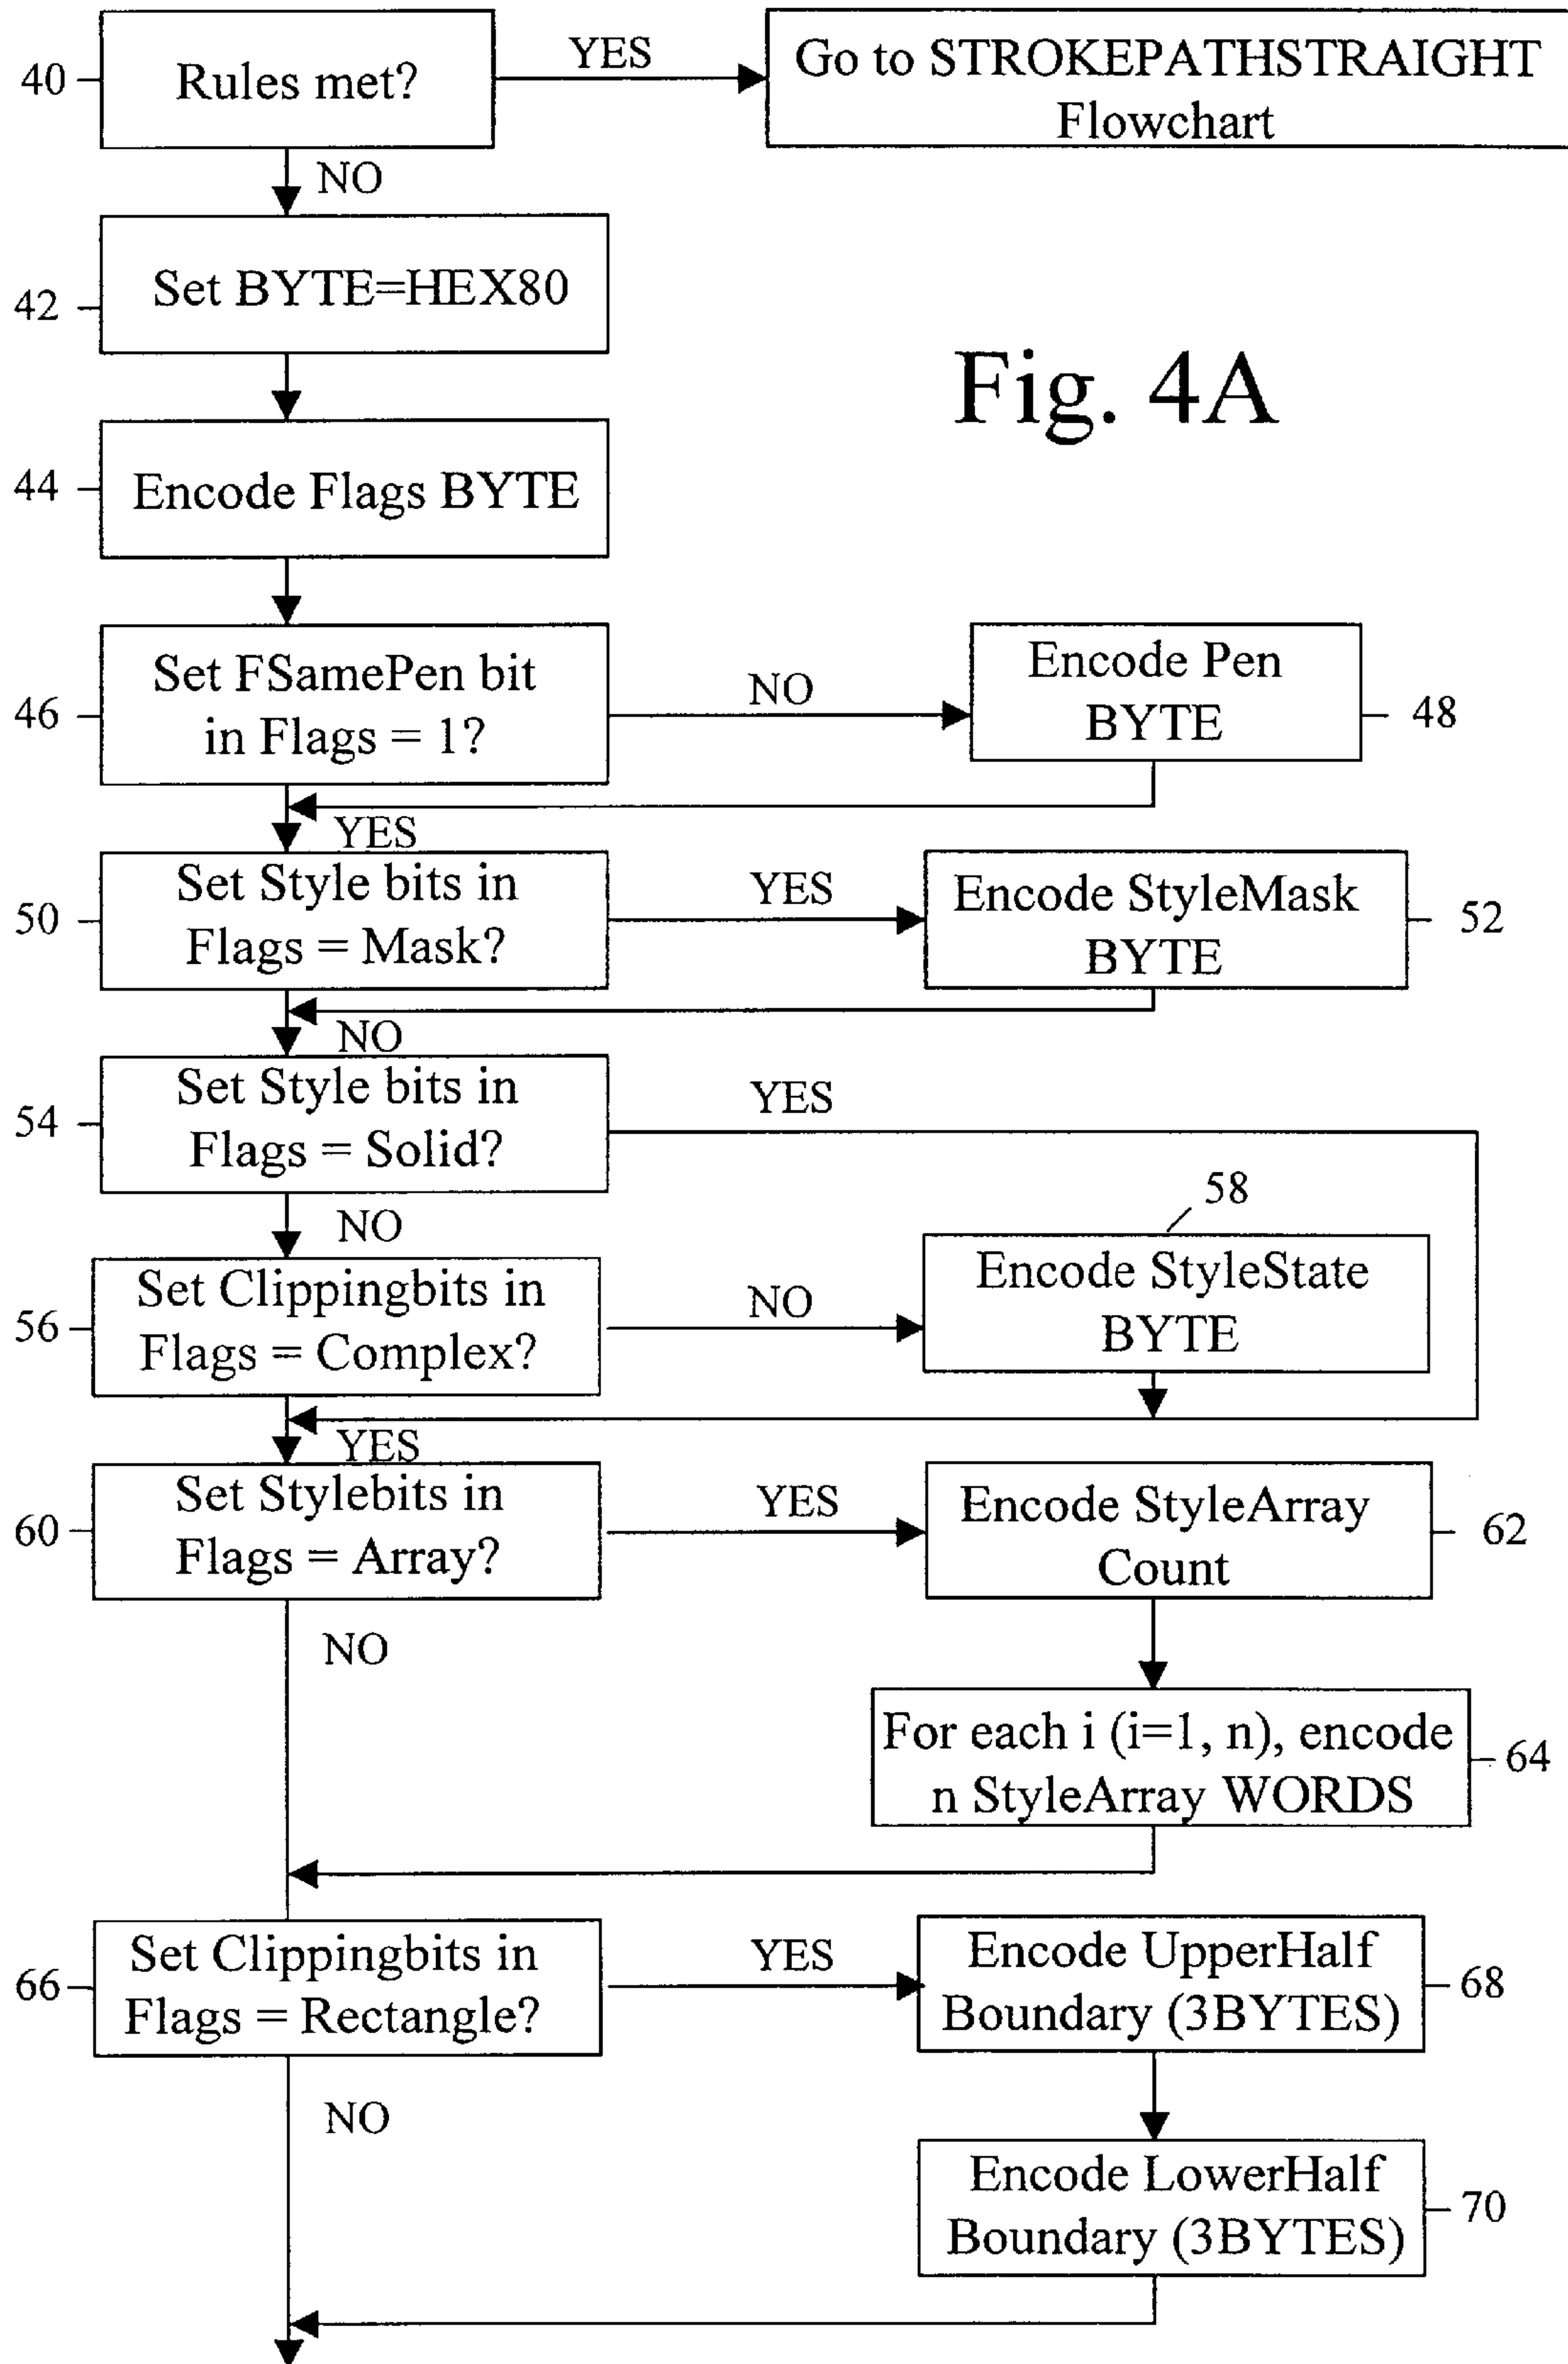 40
Rules met?
YES
Go to STROKEPATHSTRAIGHT
Flowchart
NO
42
Set BYTE=HEX80
Fig. 4A
44
Encode Flags BYTE
46
Set FSamePen bit
in Flags = 1?
NO
Encode Pen
BYTE
48
YES
50
Set Style bits in
Flags = Mask?
YES
Encode StyleMask
BYTE
52
NO
54
Set Style bits in
Flags = Solid?
YES
NO
58
56
Set Clippingbits in
Flags = Complex?
NO
Encode StyleState
BYTE
YES
60
Set Stylebits in
Flags = Array?
YES
Encode StyleArray
Count
62
NO
For each i (i=1, n), encode
n StyleArray WORDS
64
66
Set Clippingbits in
Flags = Rectangle?
YES
Encode UpperHalf
Boundary (3BYTES)
68
NO
Encode LowerHalf
Boundary (3BYTES)
70